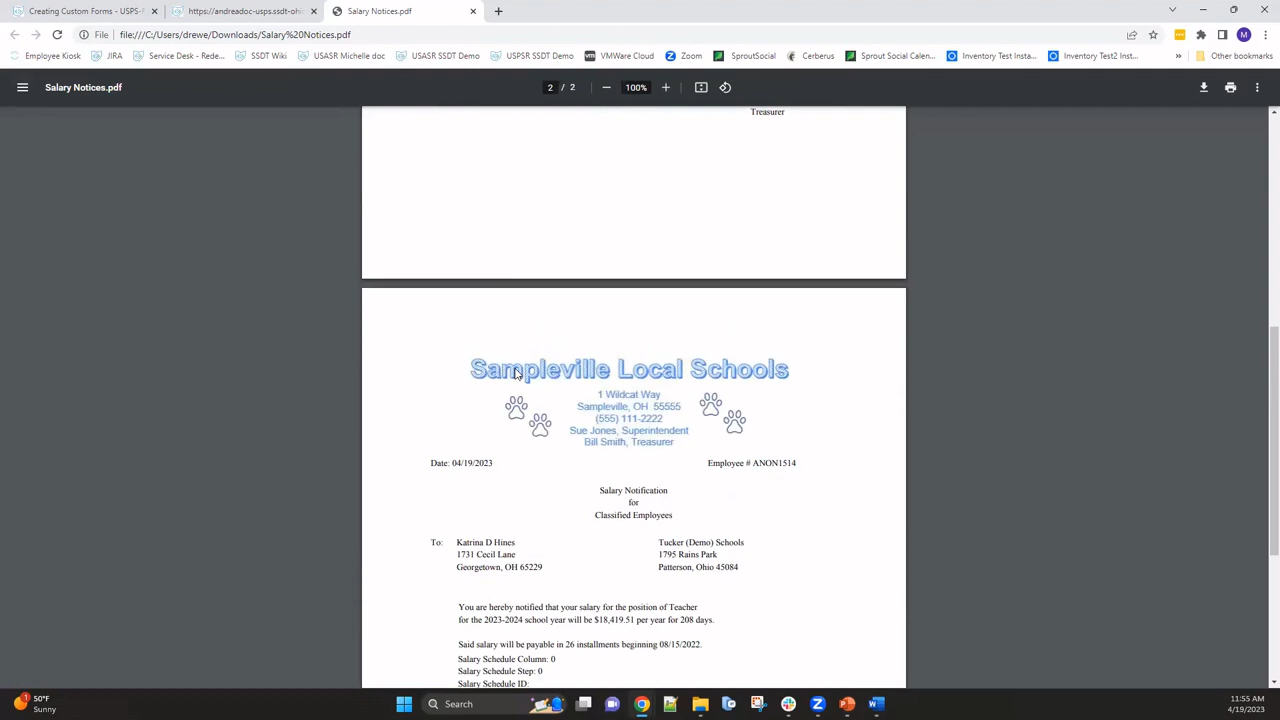 Creating Custom Forms - USPS-
https://andreadoc-usps.ssdt-ohi
Salary Notices.pdf
File
file:///C:/Users/drewe/Downloads/Salary%20Notices.pdf
M
Employee Kiosk
JIRA
Service Desk - Rede...
SSDT Wiki
USASR Michelle doc
USASR SSDT Demo
USPSR SSDT Demo
VMWare Cloud
Zoom
SproutSocial
Cerberus
Sprout Social Calen...
Inventory Test Insta...
Inventory Test2 Inst...
Other bookmarks
Salary Notices.pdf
2 / 2
100%
Treasurer
Sampleville Local Schools
1 Wildcat Way
Sampleville, OH 55555
(555) 111-2222
Sue Jones, Superintendent
Bill Smith, Treasurer
Date: 04/19/2023
Employee # ANON1514
Salary Notification
for
Classified Employees
To: Katrina D Hines
1731 Cecil Lane
Georgetown, OH 65229
Tucker (Demo) Schools
1795 Rains Park
Patterson, Ohio 45084
You are hereby notified that your salary for the position of Teacher
for the 2023-2024 school year will be $18,419.51 per year for 208 days.
Said salary will be payable in 26 installments beginning 08/15/2022.
Salary Schedule Column: 0
Salary Schedule Step: 0
Salary Schedule ID:
1
50°F
Sunny
Search
11:55 AM
4/19/2023